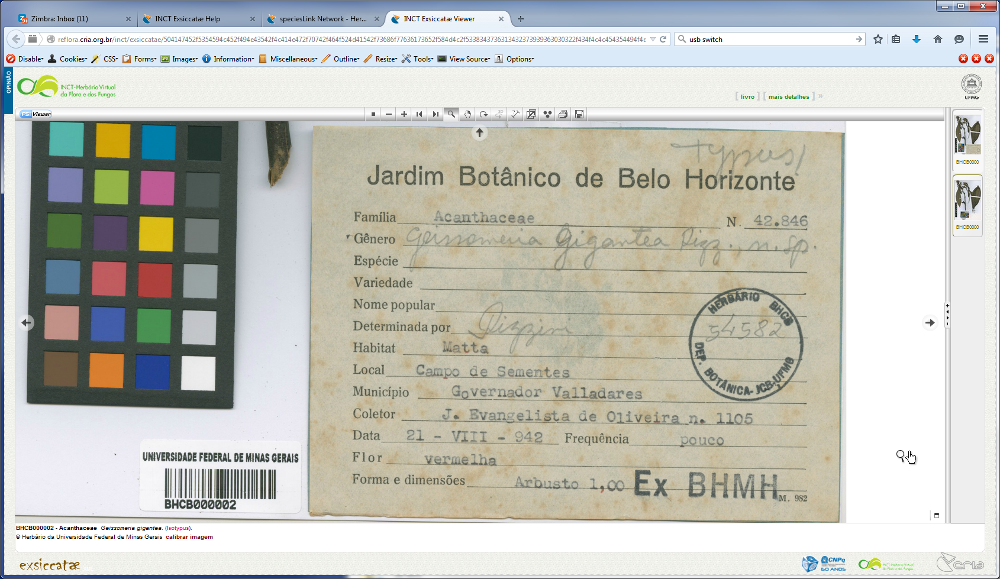 Zimbra: Inbox (11)
INCT Exsiccatæ Help
speciesLink Network - Her...
INCT Exsiccatæ Viewer
reflora.cria.org.br/inct/exsiccatae/
usb switch
Disable
Cookies
CSS
Forms
Images
Information
Miscellaneous
Outline
Resize
Tools
View Source
Options
OPINIÃO
INCT-Herbário Virtual
da Flora e dos Fungos
[ livro ] [ mais detalhes ] »
UFMG
FSI Viewer
typus!
Jardim Botânico de Belo Horizonte
Família Acanthaceae N. 42.846
Gênero Geissomeria gigantea Rizz., n. sp.
Espécie
Variedade
Nome popular
Determinada por Rizzini
Habitat Matta
Local Campo de Sementes
Município Governador Valladares
Coletor J. Evangelista de Oliveira n. 1105
Data 21 - VIII - 942 Frequência pouco
Flor vermelha
Forma e dimensões Arbusto 1,00
Ex BHMH
M. 982
HERBÁRIO BHCB
54582
DEP. BOTÂNICA-JCB-UFMG
UNIVERSIDADE FEDERAL DE MINAS GERAIS
BHCB000002
BHCB0000
BHCB0000
BHCB000002 - Acanthaceae Geissomeria gigantea. (Isotypus).
© Herbário da Universidade Federal de Minas Gerais calibrar imagem
exsiccatæ
CNPq
60 ANOS
INCT-Herbário Virtual
da Flora e dos Fungos
cria